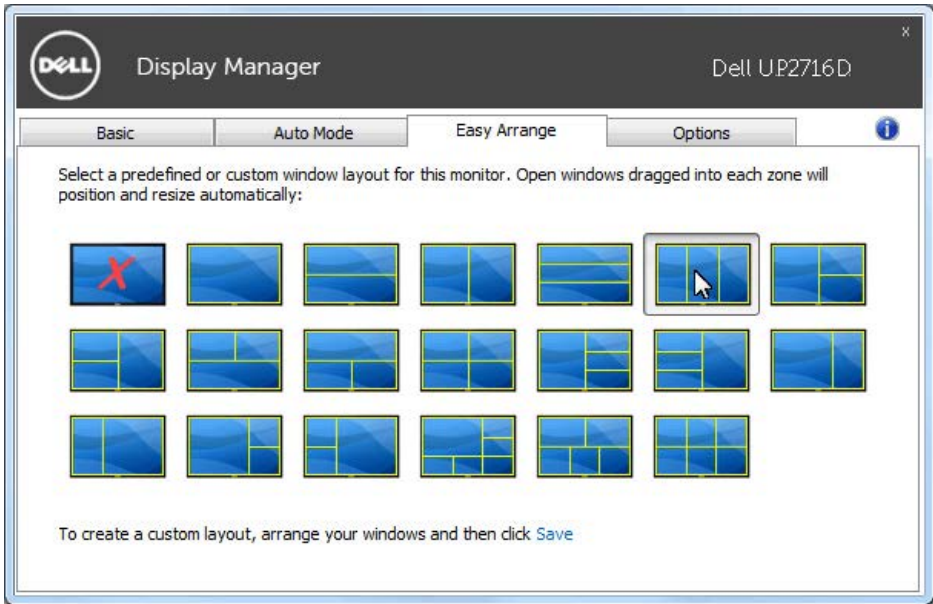 x
DELL
Display Manager
Dell UP2716D
Basic
Auto Mode
Easy Arrange
Options
i
Select a predefined or custom window layout for this monitor. Open windows dragged into each zone will
position and resize automatically:
To create a custom layout, arrange your windows and then click Save